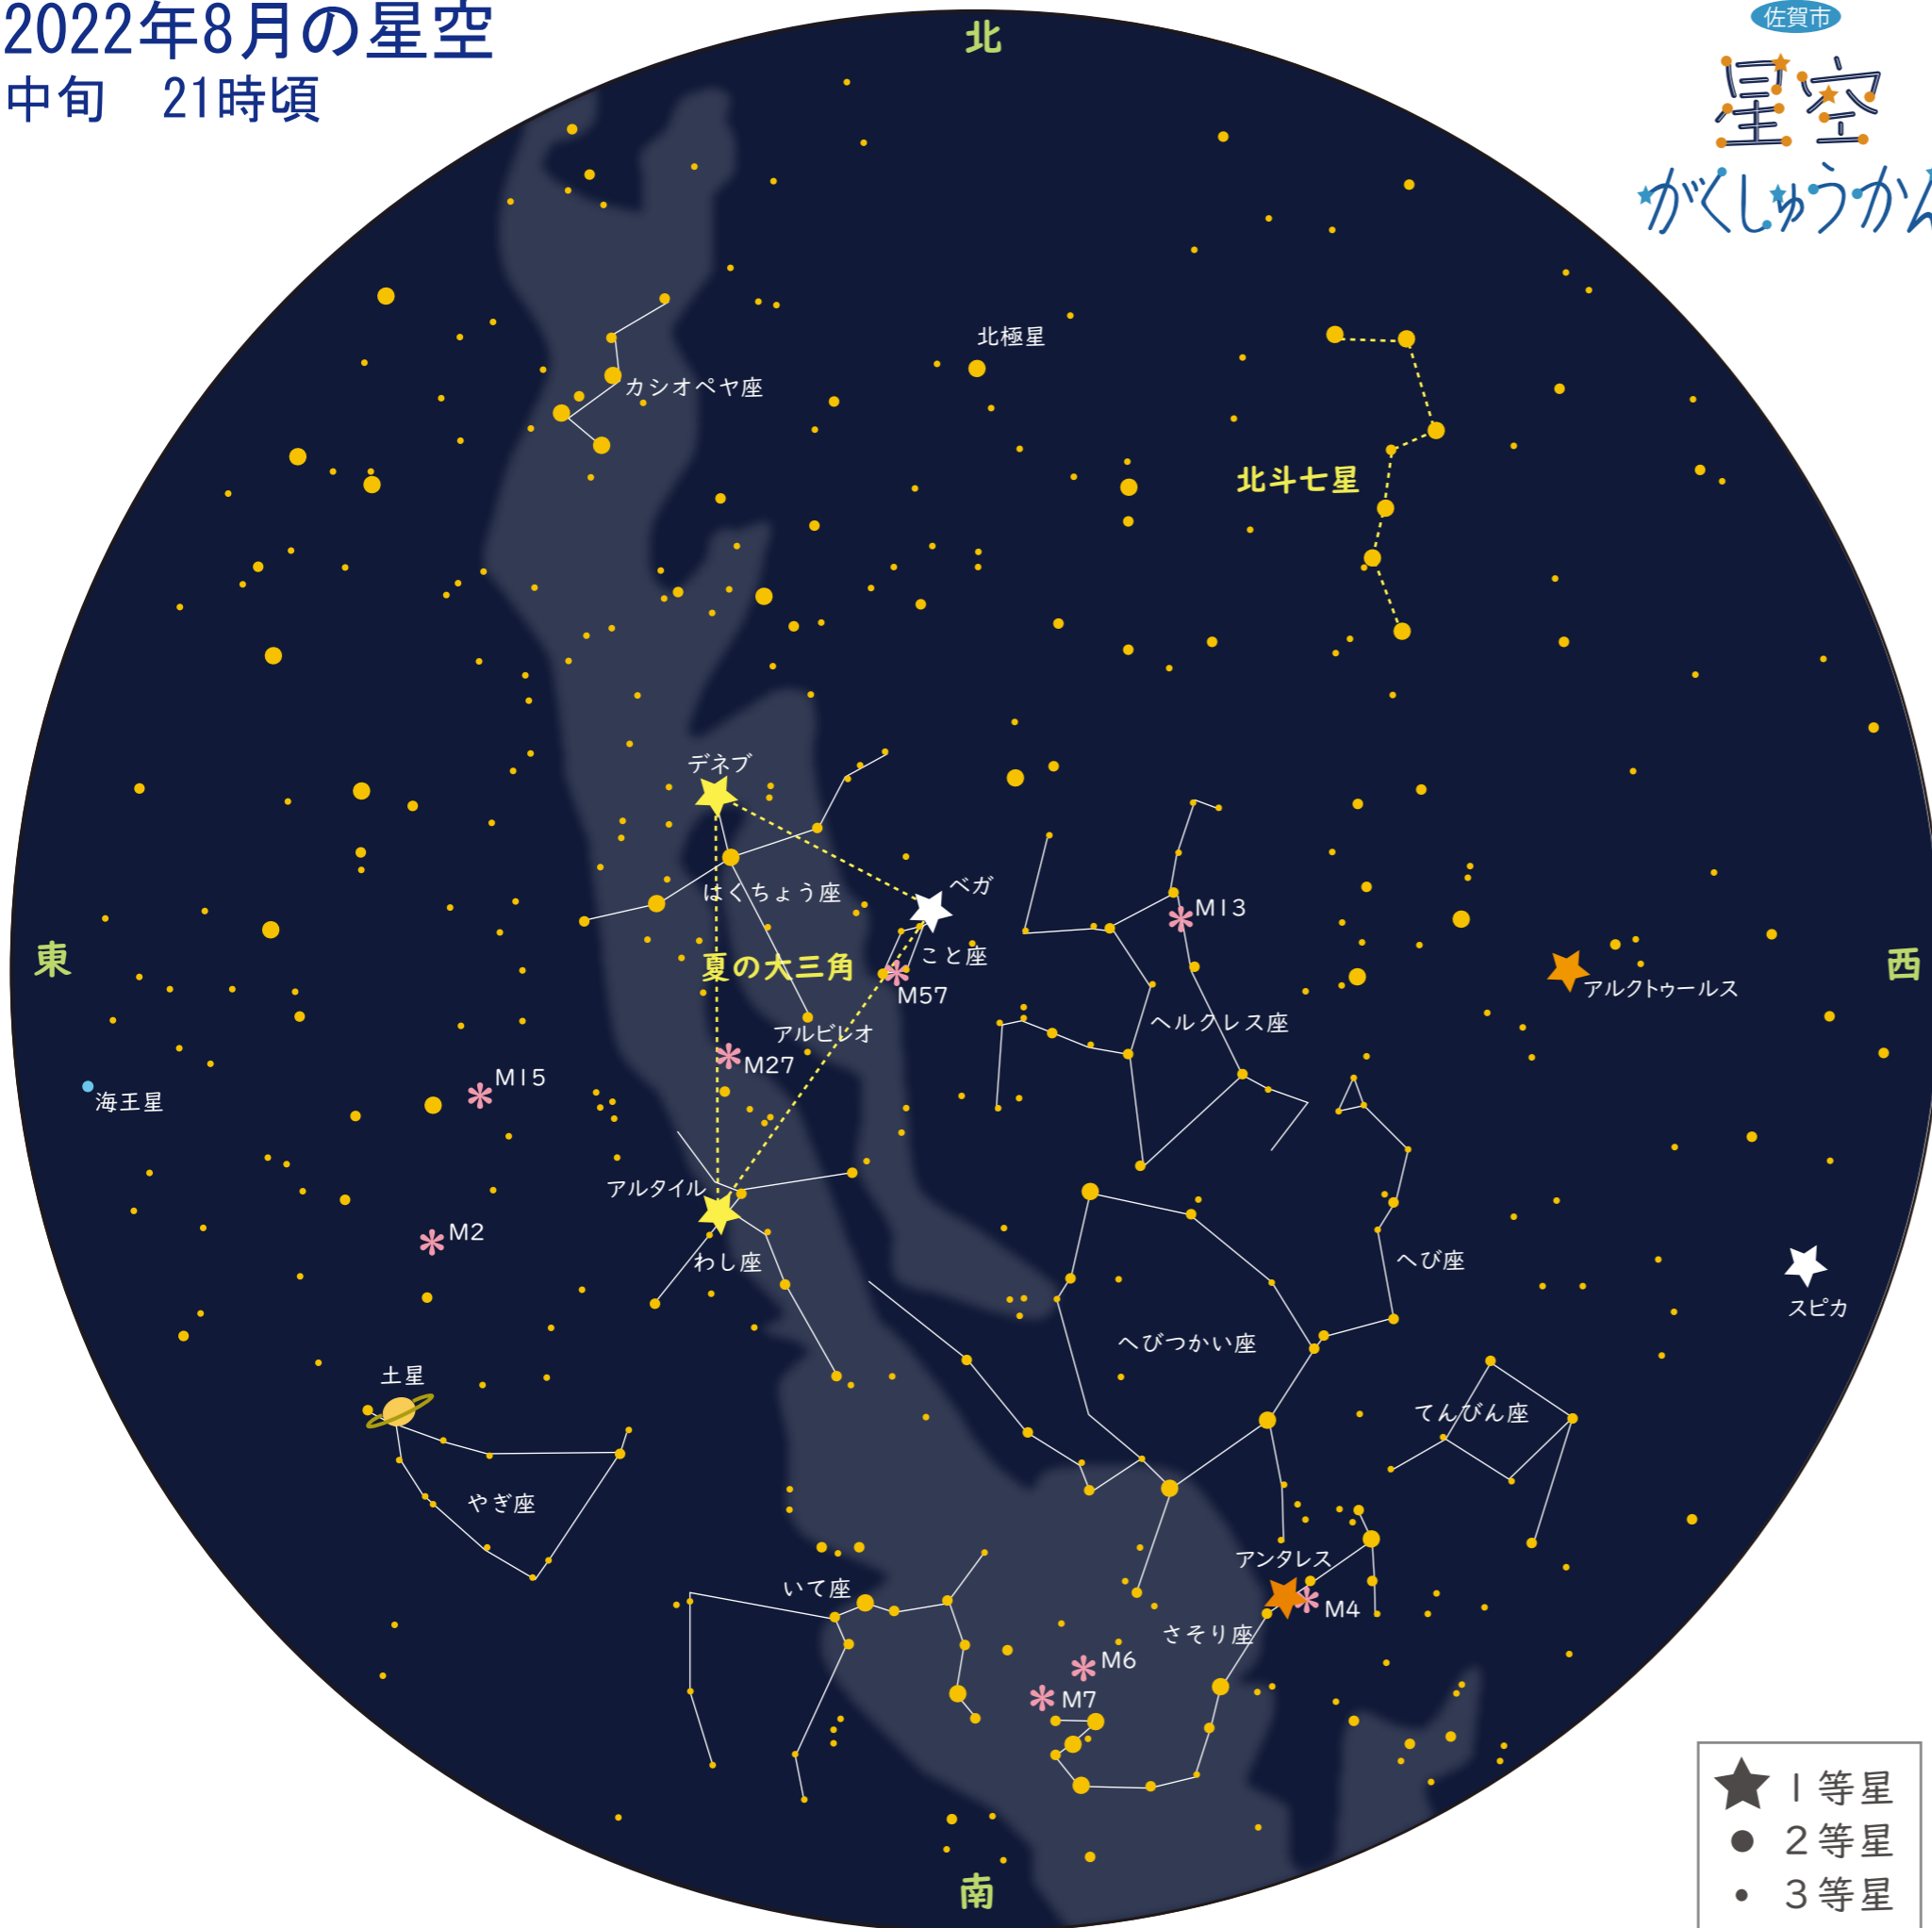 2022年8月の星空
中旬　21時頃
佐賀市
星空
がくしゅうかん
北
北極星
カシオペヤ座
北斗七星
デネブ
はくちょう座
ベガ
M13
こと座
東
夏の大三角
西
アルクトゥールス
M57
ヘルクレス座
アルビレオ
M27
M15
海王星
アルタイル
M2
わし座
へび座
スピカ
へびつかい座
土星
てんびん座
やぎ座
アンタレス
いて座
M4
さそり座
M6
M7
南
1等星
2等星
3等星